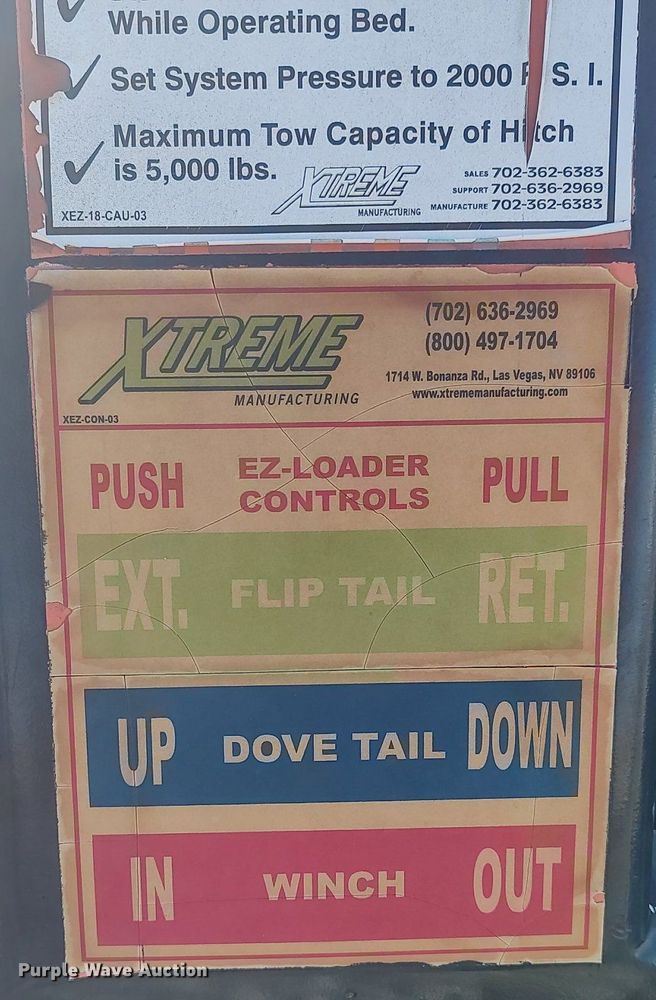 While Operating Bed.
Set System Pressure to 2000 P. S. I.
Maximum Tow Capacity of Hitch
is 5,000 lbs.
XTREME
MANUFACTURING
SALES 702-362-6383
SUPPORT 702-636-2969
MANUFACTURE 702-362-6383
XEZ-18-CAU-03
XTREME
MANUFACTURING
(702) 636-2969
(800) 497-1704
1714 W. Bonanza Rd., Las Vegas, NV 89106
www.xtrememanufacturing.com
XEZ-CON-03
PUSH EZ-LOADER CONTROLS PULL
EXT. FLIP TAIL RET.
UP DOVE TAIL DOWN
IN WINCH OUT
Purple Wave Auction